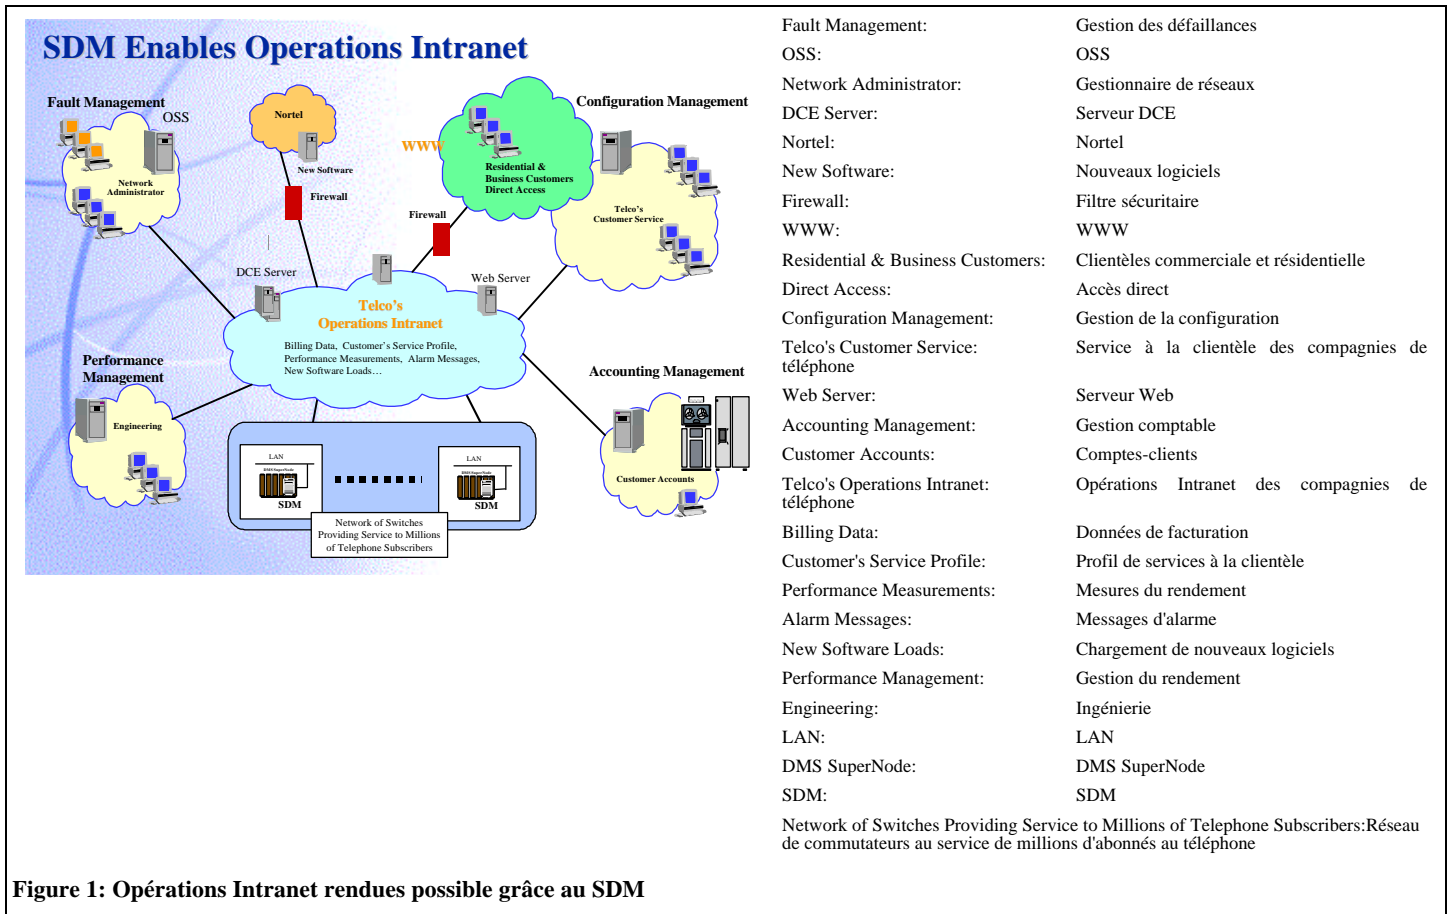 SDM Enables Operations Intranet
Fault Management
OSS
Network
Administrator
Nortel
New Software
Firewall
WWW
Residential &
Business Customers
Direct Access
Firewall
Configuration Management
Telco's
Customer Service
DCE Server
Web Server
Telco's
Operations Intranet
Billing Data, Customer's Service Profile,
Performance Measurements, Alarm Messages,
New Software Loads…
Performance
Management
Engineering
Accounting Management
Customer Accounts
LAN
DMS SuperNode
SDM
LAN
DMS SuperNode
SDM
Network of Switches
Providing Service to Millions
of Telephone Subscribers
Fault Management: Gestion des défaillances
OSS: OSS
Network Administrator: Gestionnaire de réseaux
DCE Server: Serveur DCE
Nortel: Nortel
New Software: Nouveaux logiciels
Firewall: Filtre sécuritaire
WWW: WWW
Residential & Business Customers: Clientèles commerciale et résidentielle
Direct Access: Accès direct
Configuration Management: Gestion de la configuration
Telco's Customer Service: Service à la clientèle des compagnies de
téléphone
Web Server: Serveur Web
Accounting Management: Gestion comptable
Customer Accounts: Comptes-clients
Telco's Operations Intranet: Opérations Intranet des compagnies de
téléphone
Billing Data: Données de facturation
Customer's Service Profile: Profil de services à la clientèle
Performance Measurements: Mesures du rendement
Alarm Messages: Messages d'alarme
New Software Loads: Chargement de nouveaux logiciels
Performance Management: Gestion du rendement
Engineering: Ingénierie
LAN: LAN
DMS SuperNode: DMS SuperNode
SDM: SDM
Network of Switches Providing Service to Millions of Telephone Subscribers:Réseau
de commutateurs au service de millions d'abonnés au téléphone
Figure 1: Opérations Intranet rendues possible grâce au SDM